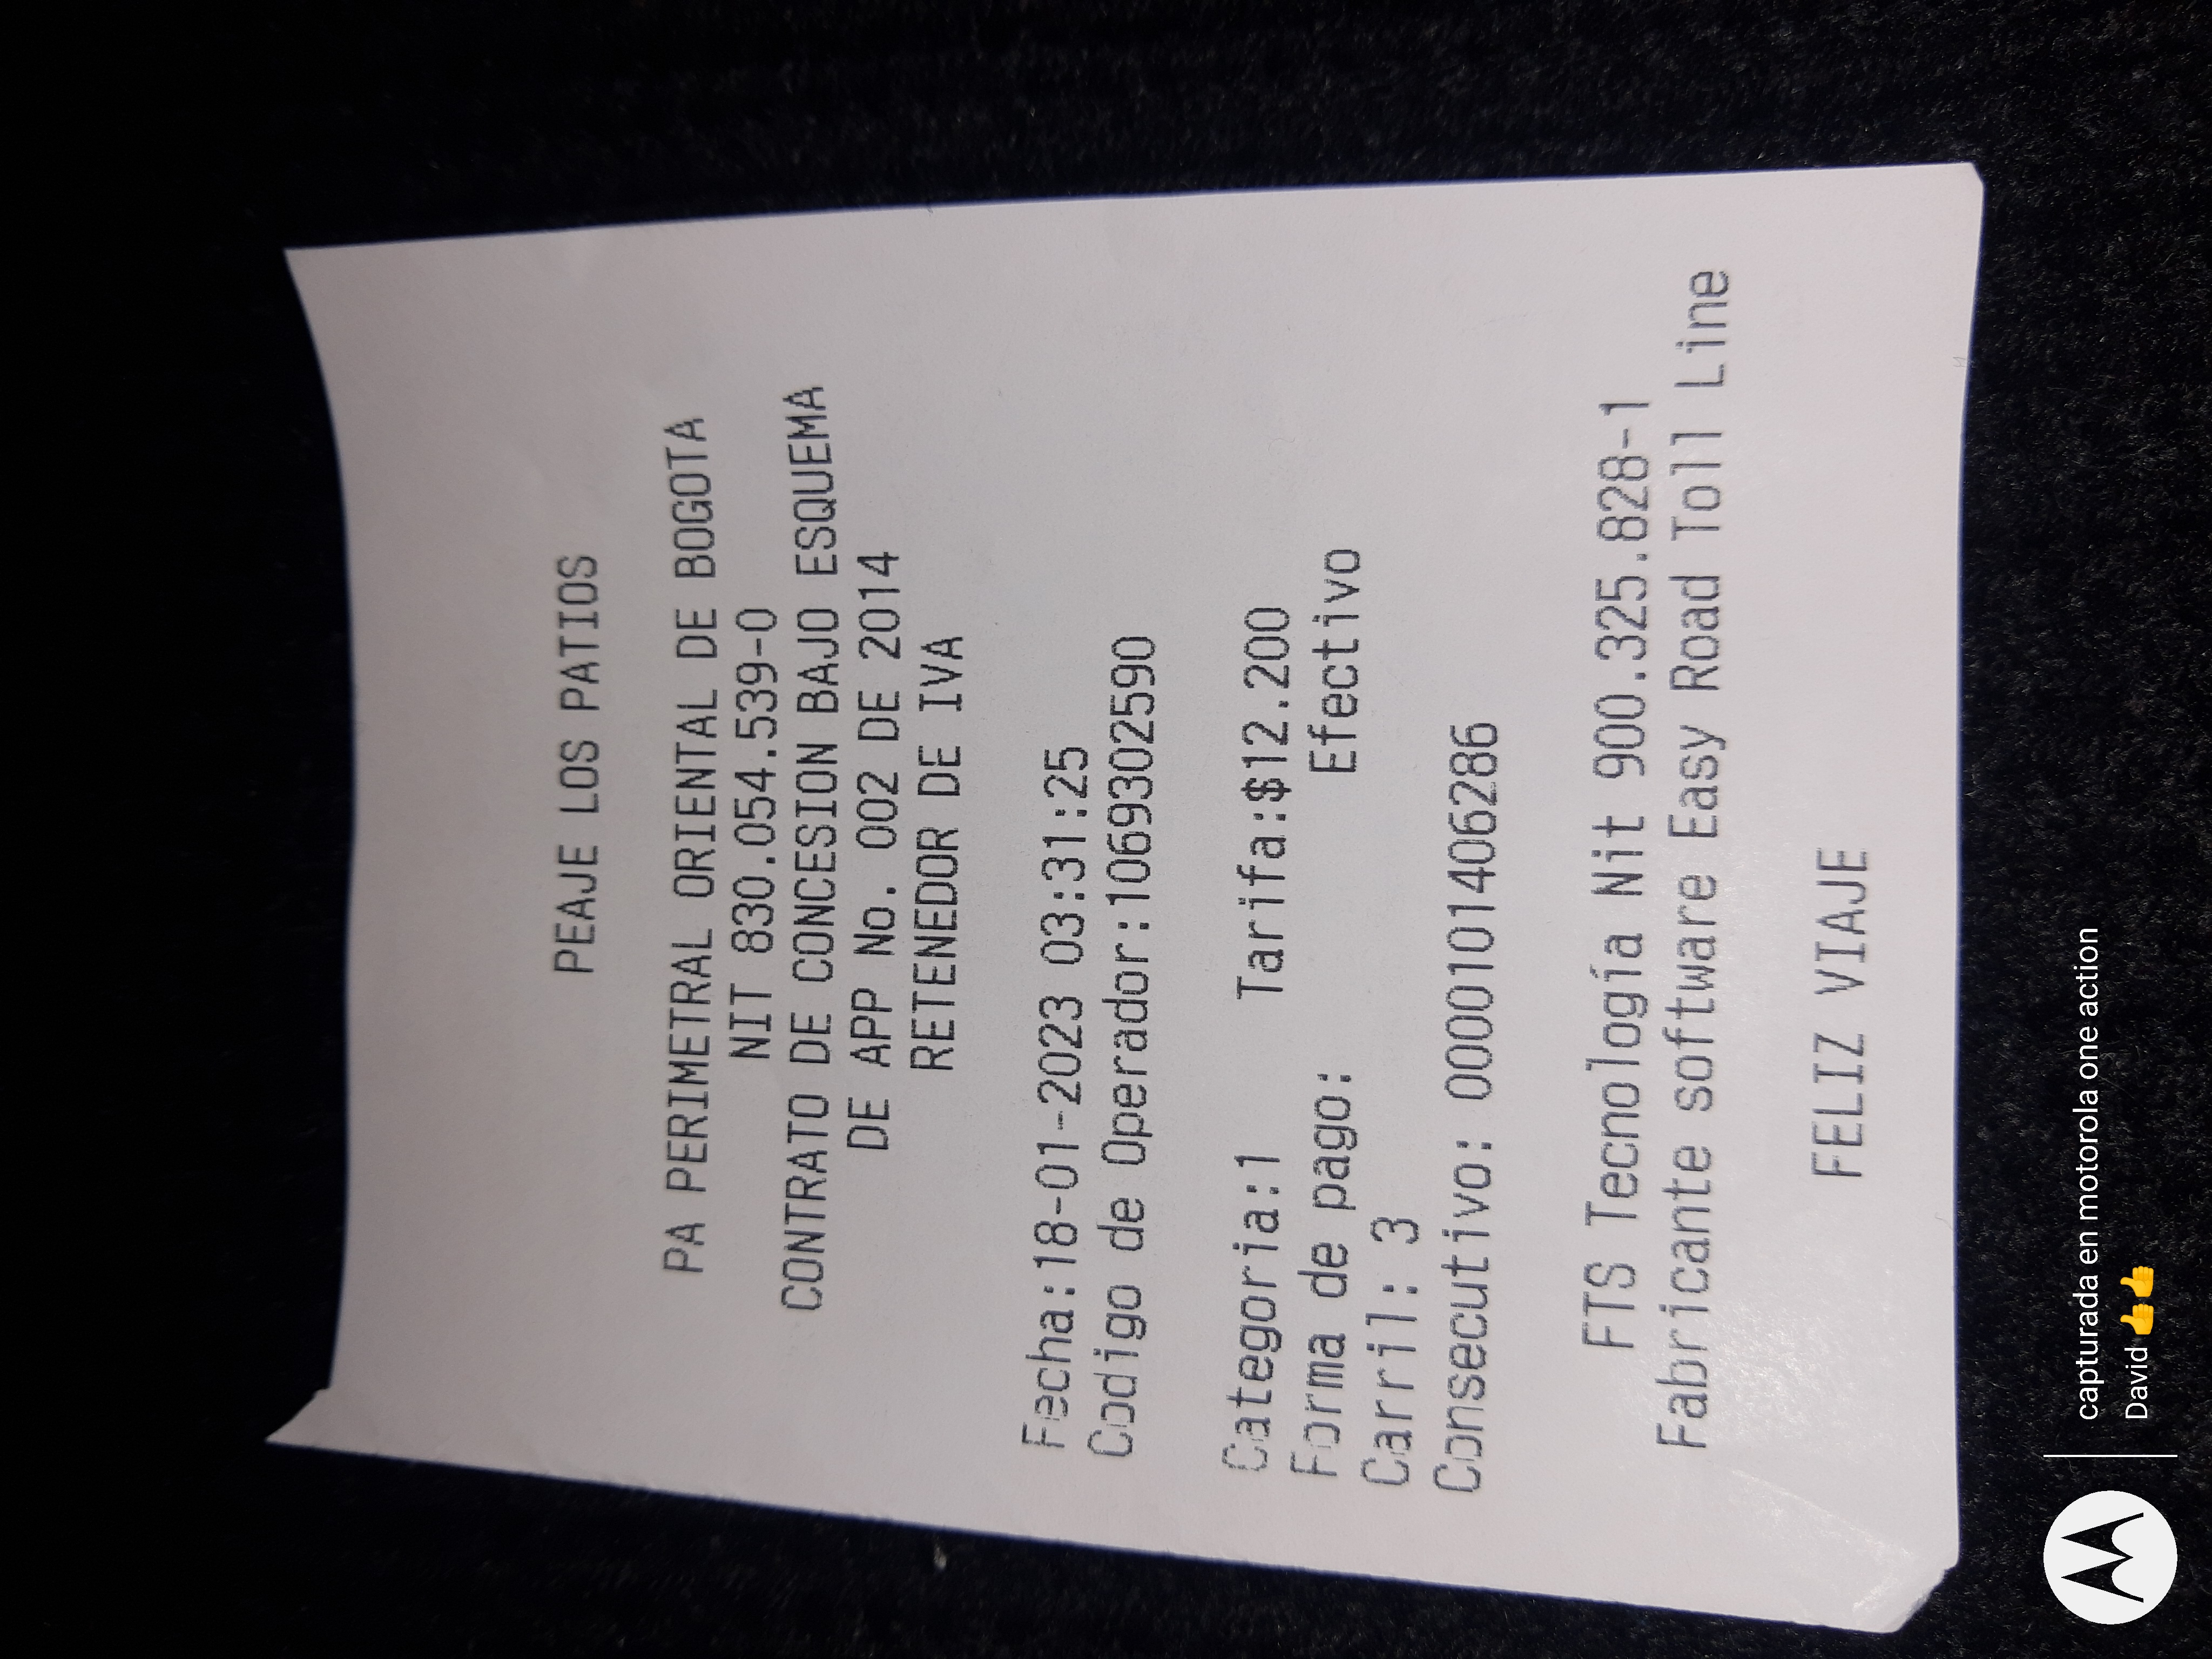 PEAJE LOS PATIOS
PA PERIMETRAL ORIENTAL DE BOGOTA
NIT 830.054.539-0
CONTRATO DE CONCESION BAJO ESQUEMA
DE APP No. 002 DE 2014
RETENEDOR DE IVA
Fecha:18-01-2023 03:31:25
Codigo de Operador:1069302590
Categoria:1 Tarifa:$12.200
Forma de pago: Efectivo
Carril: 3
Consecutivo: 0000101406286
FTS Tecnología Nit 900.325.828-1
Fabricante software Easy Road Toll Line
FELIZ VIAJE
capturada en motorola one action
David 👍👍